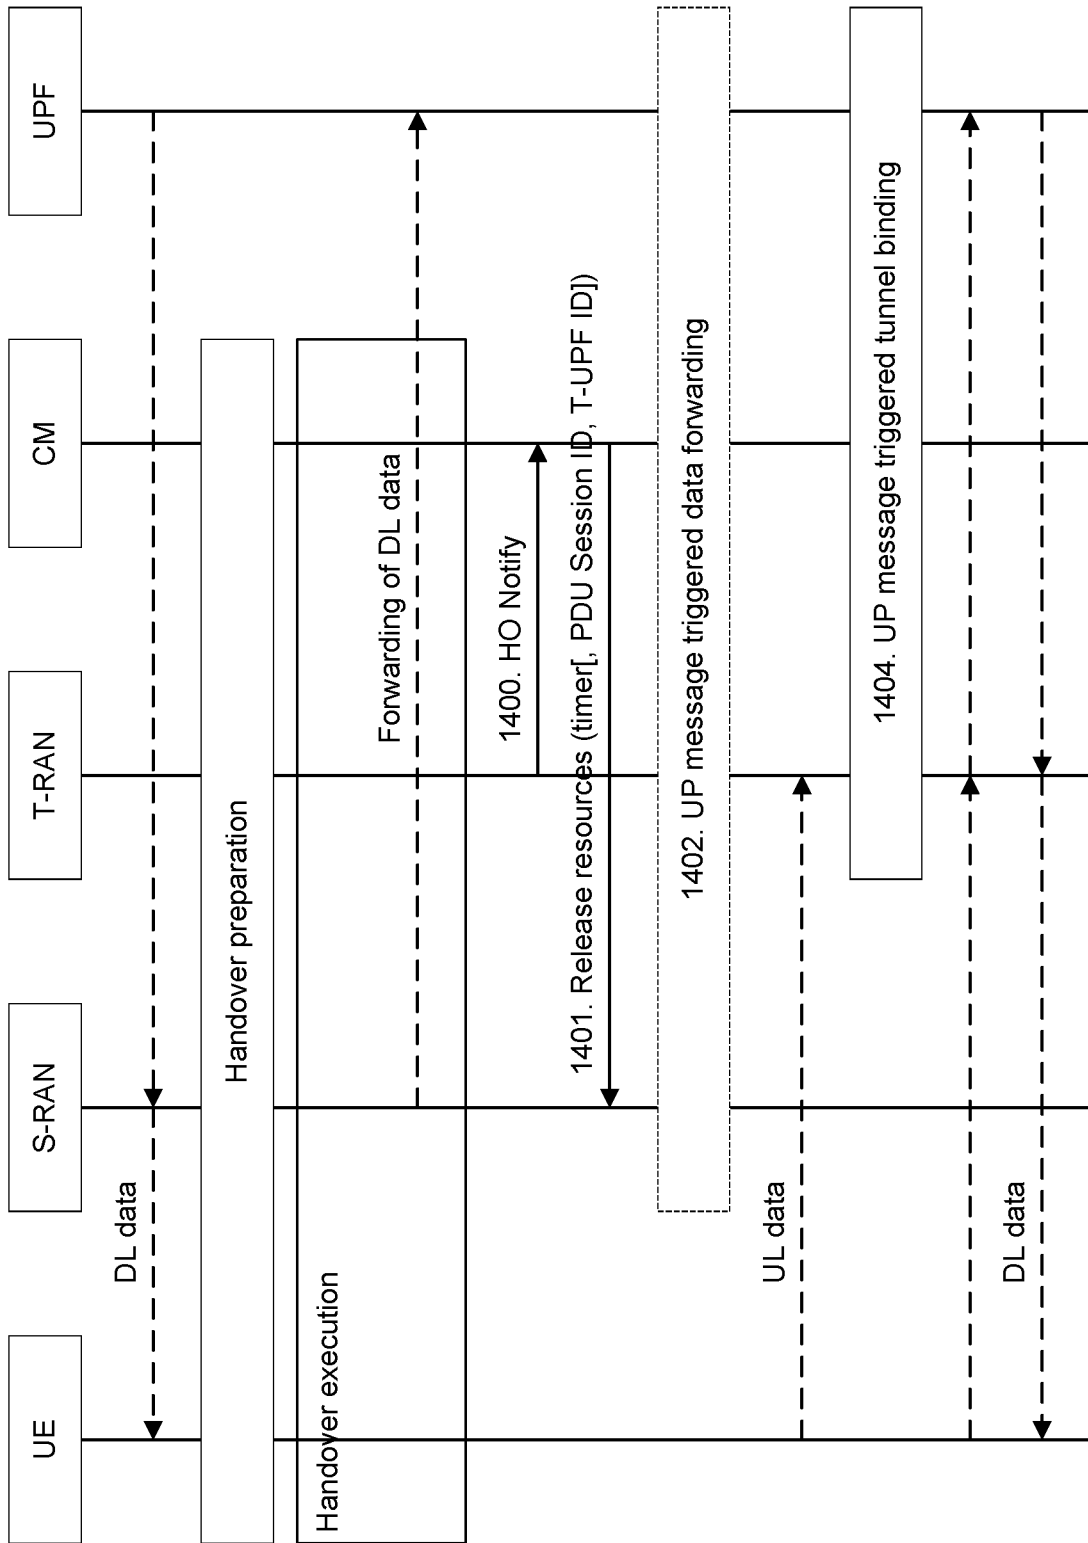 UE
S-RAN
T-RAN
CM
UPF
DL data
Handover preparation
Handover execution
Forwarding of DL data
1400. HO Notify
1401. Release resources (timer[, PDU Session ID, T-UPF ID])
1402. UP message triggered data forwarding
UL data
1404. UP message triggered tunnel binding
DL data